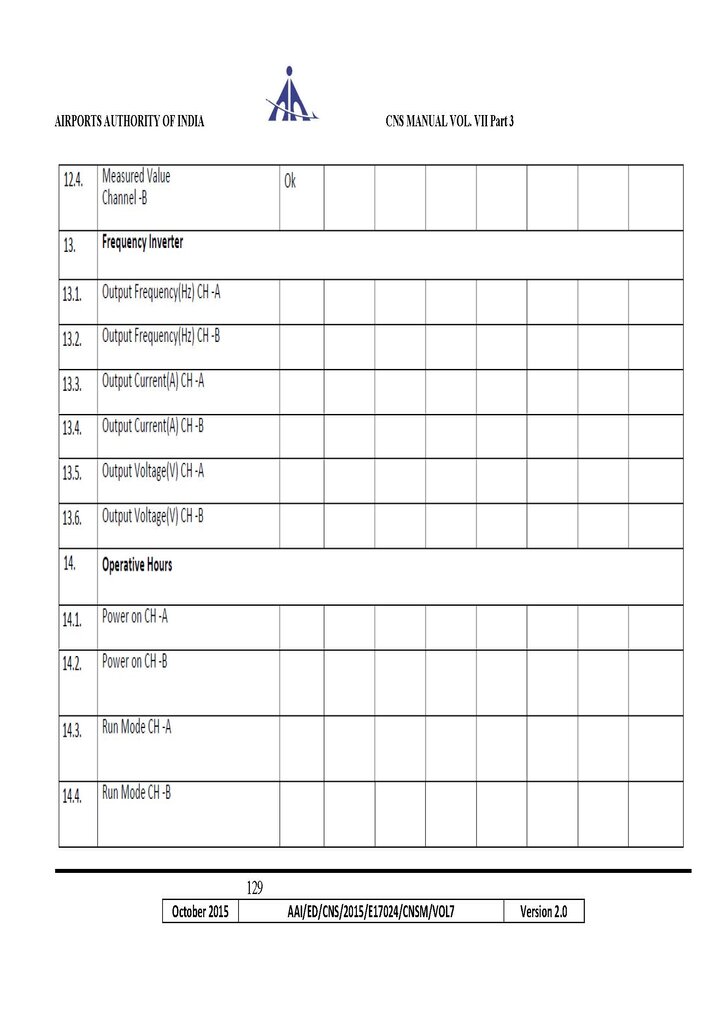 AIRPORTS AUTHORITY OF INDIA CNS MANUAL VOL. VII Part 3
12.4. Measured Value Ok
Channel -B
13. Frequency Inverter
13.1. Output Frequency(Hz) CH -A
13.2. Output Frequency(Hz) CH -B
13.3. Output Current(A) CH -A
13.4. Output Current(A) CH -B
13.5. Output Voltage(V) CH -A
13.6. Output Voltage(V) CH -B
14. Operative Hours
14.1. Power on CH -A
14.2. Power on CH -B
14.3. Run Mode CH -A
14.4. Run Mode CH -B
129
October 2015 AAI/ED/CNS/2015/E17024/CNSM/VOL7 Version 2.0